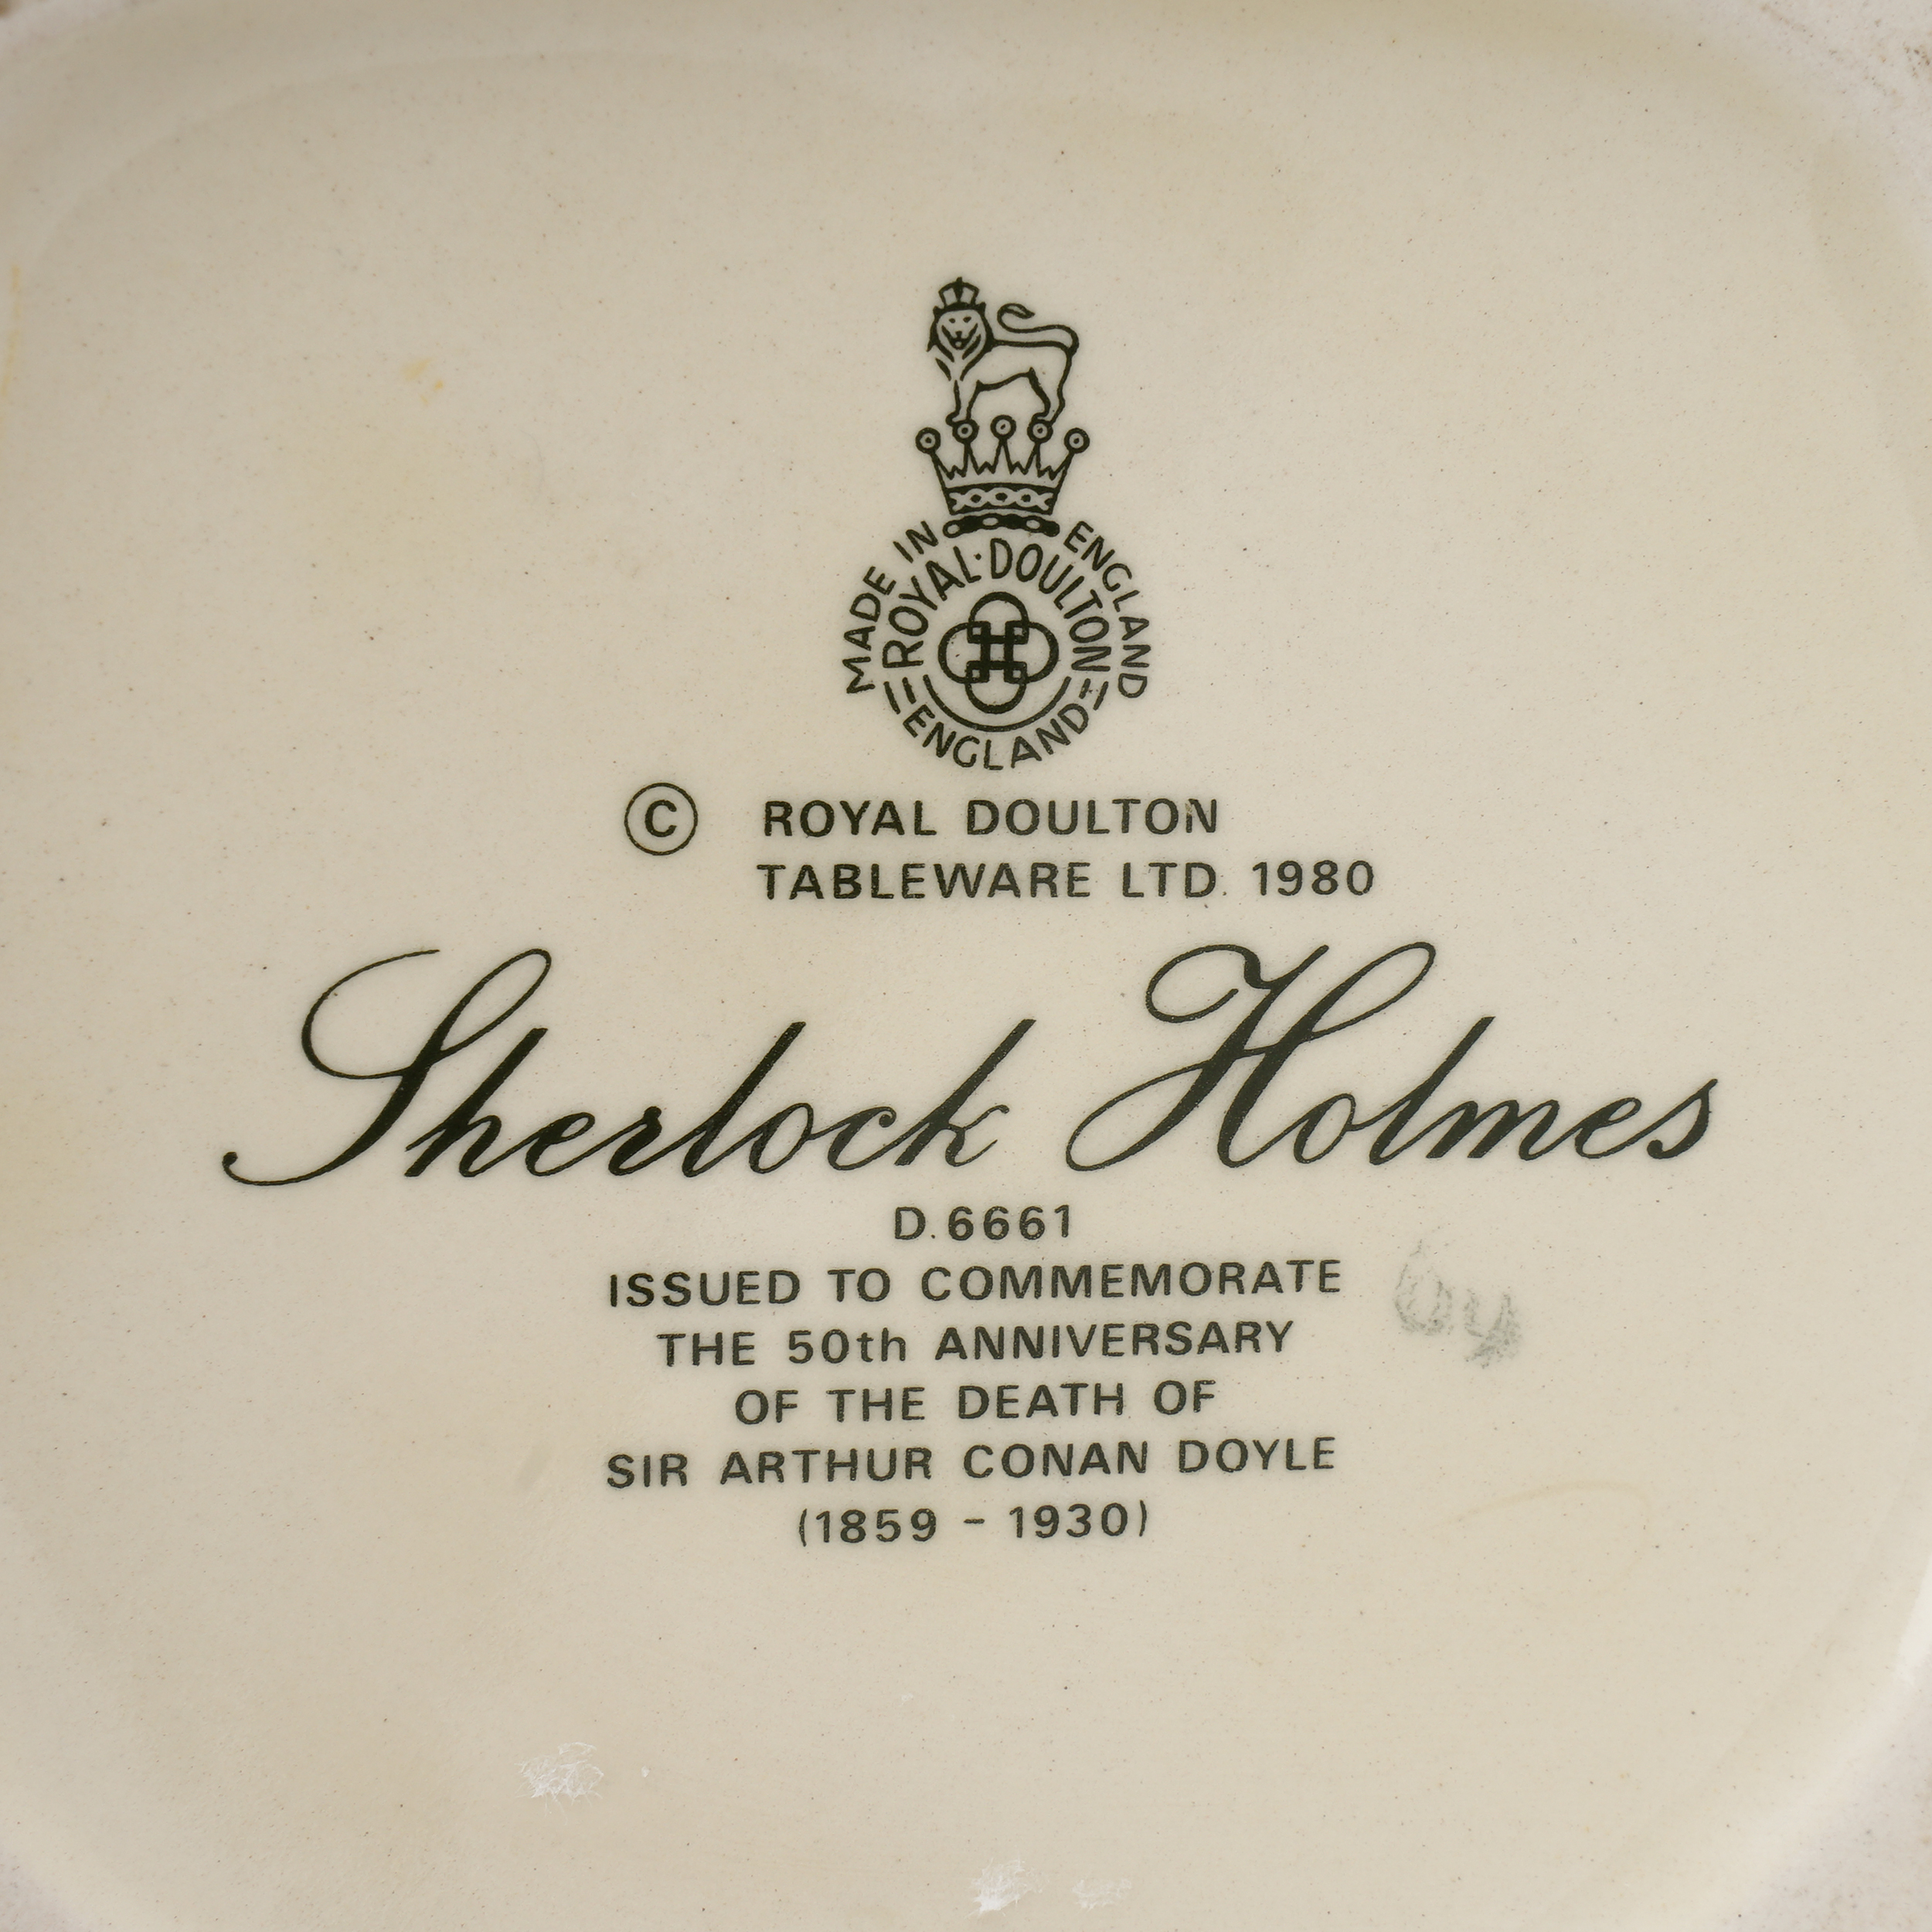 MADE IN ENGLAND
ROYAL·DOULTON
ENGLAND
© ROYAL DOULTON
TABLEWARE LTD. 1980
Sherlock Holmes
D.6661
ISSUED TO COMMEMORATE
THE 50th ANNIVERSARY
OF THE DEATH OF
SIR ARTHUR CONAN DOYLE
(1859 - 1930)